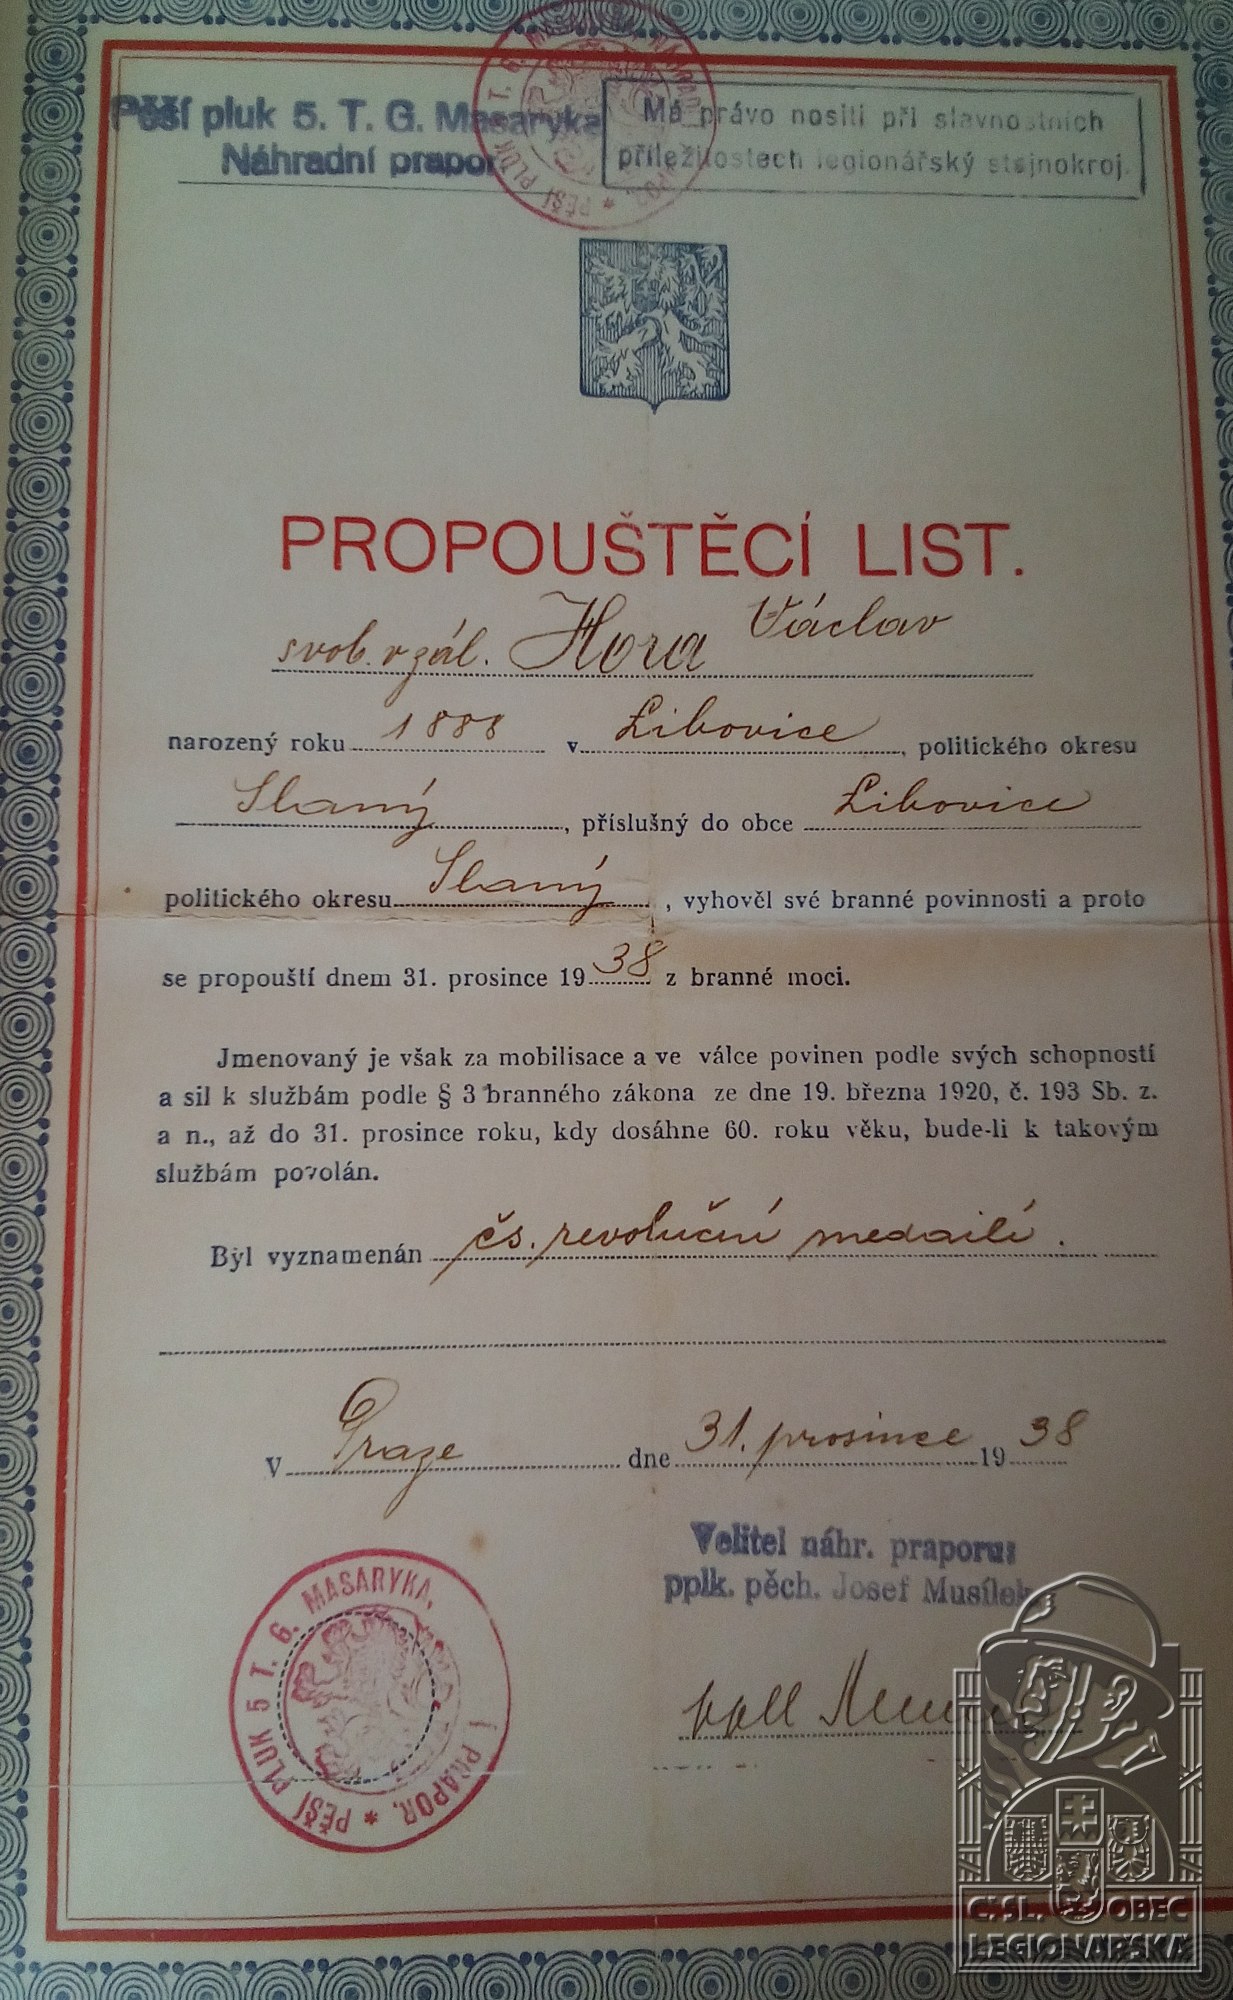 Pěší pluk 5. T. G. Masaryka
Náhradní prapor
Má právo nositi při slavnostních
příležitostech legionářský stejnokroj.
PROPOUŠTĚCÍ LIST.
svob. v zál. Hora Václav
narozený roku 1888 v Libovice, politického okresu
Slaný, příslušný do obce Libovice
politického okresu Slaný, vyhověl své branné povinnosti a proto
se propouští dnem 31. prosince 1938 z branné moci.
Jmenovaný je však za mobilisace a ve válce povinen podle svých schopností
a sil k službám podle § 3 branného zákona ze dne 19. března 1920, č. 193 Sb. z.
a n., až do 31. prosince roku, kdy dosáhne 60. roku věku, bude-li k takovým
službám povolán.
Byl vyznamenán čs. revoluční medailí.
V Praze dne 31. prosince 1938
Velitel náhr. praporu:
pplk. pěch. Josef Musílek
PĚŠÍ PLUK 5 T. G. MASARYKA, PRAPOR. *
Č.SL. OBEC
LEGIONÁŘSKÁ